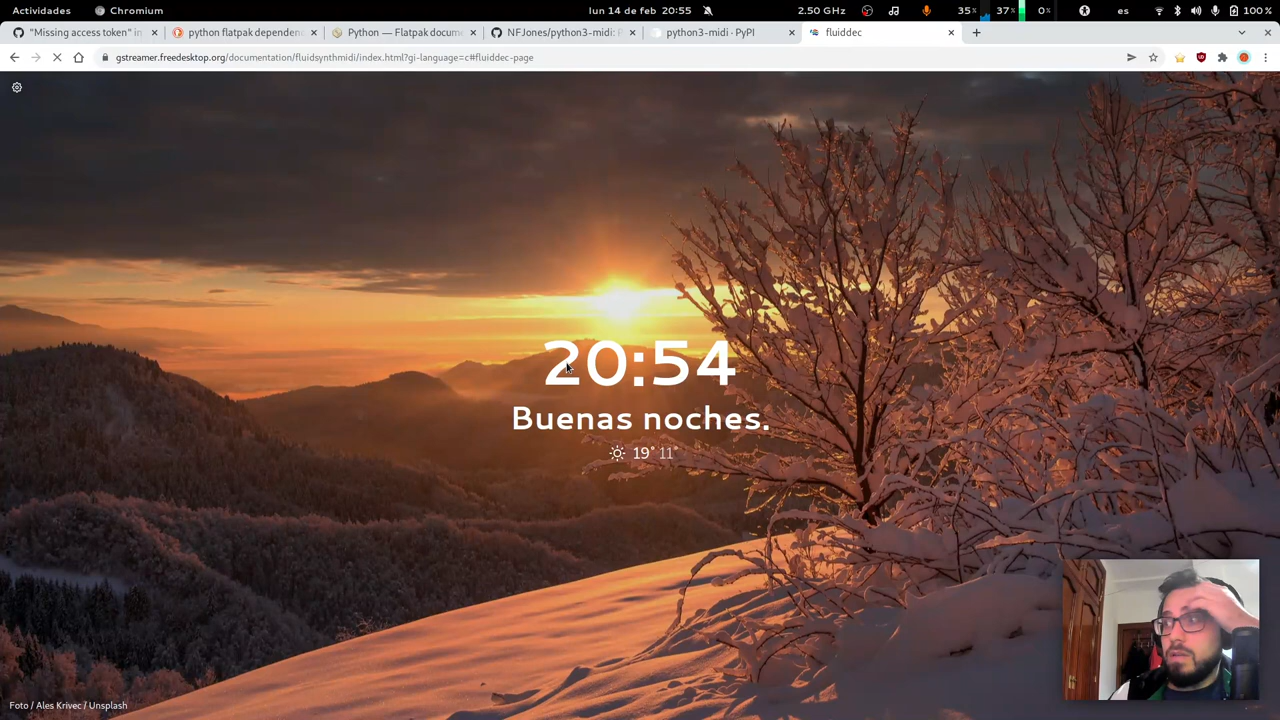 Actividades Chromium lun 14 de feb 20:55 2.50 GHz 35% 37% 0% es 100 %
"Missing access token" in python flatpak dependenc Python — Flatpak docume NFJones/python3-midi: P python3-midi · PyPI fluiddec
gstreamer.freedesktop.org/documentation/fluidsynthmidi/index.html?gi-language=c#fluiddec-page
20:54
Buenas noches.
19° 11°
Foto / Ales Krivec / Unsplash